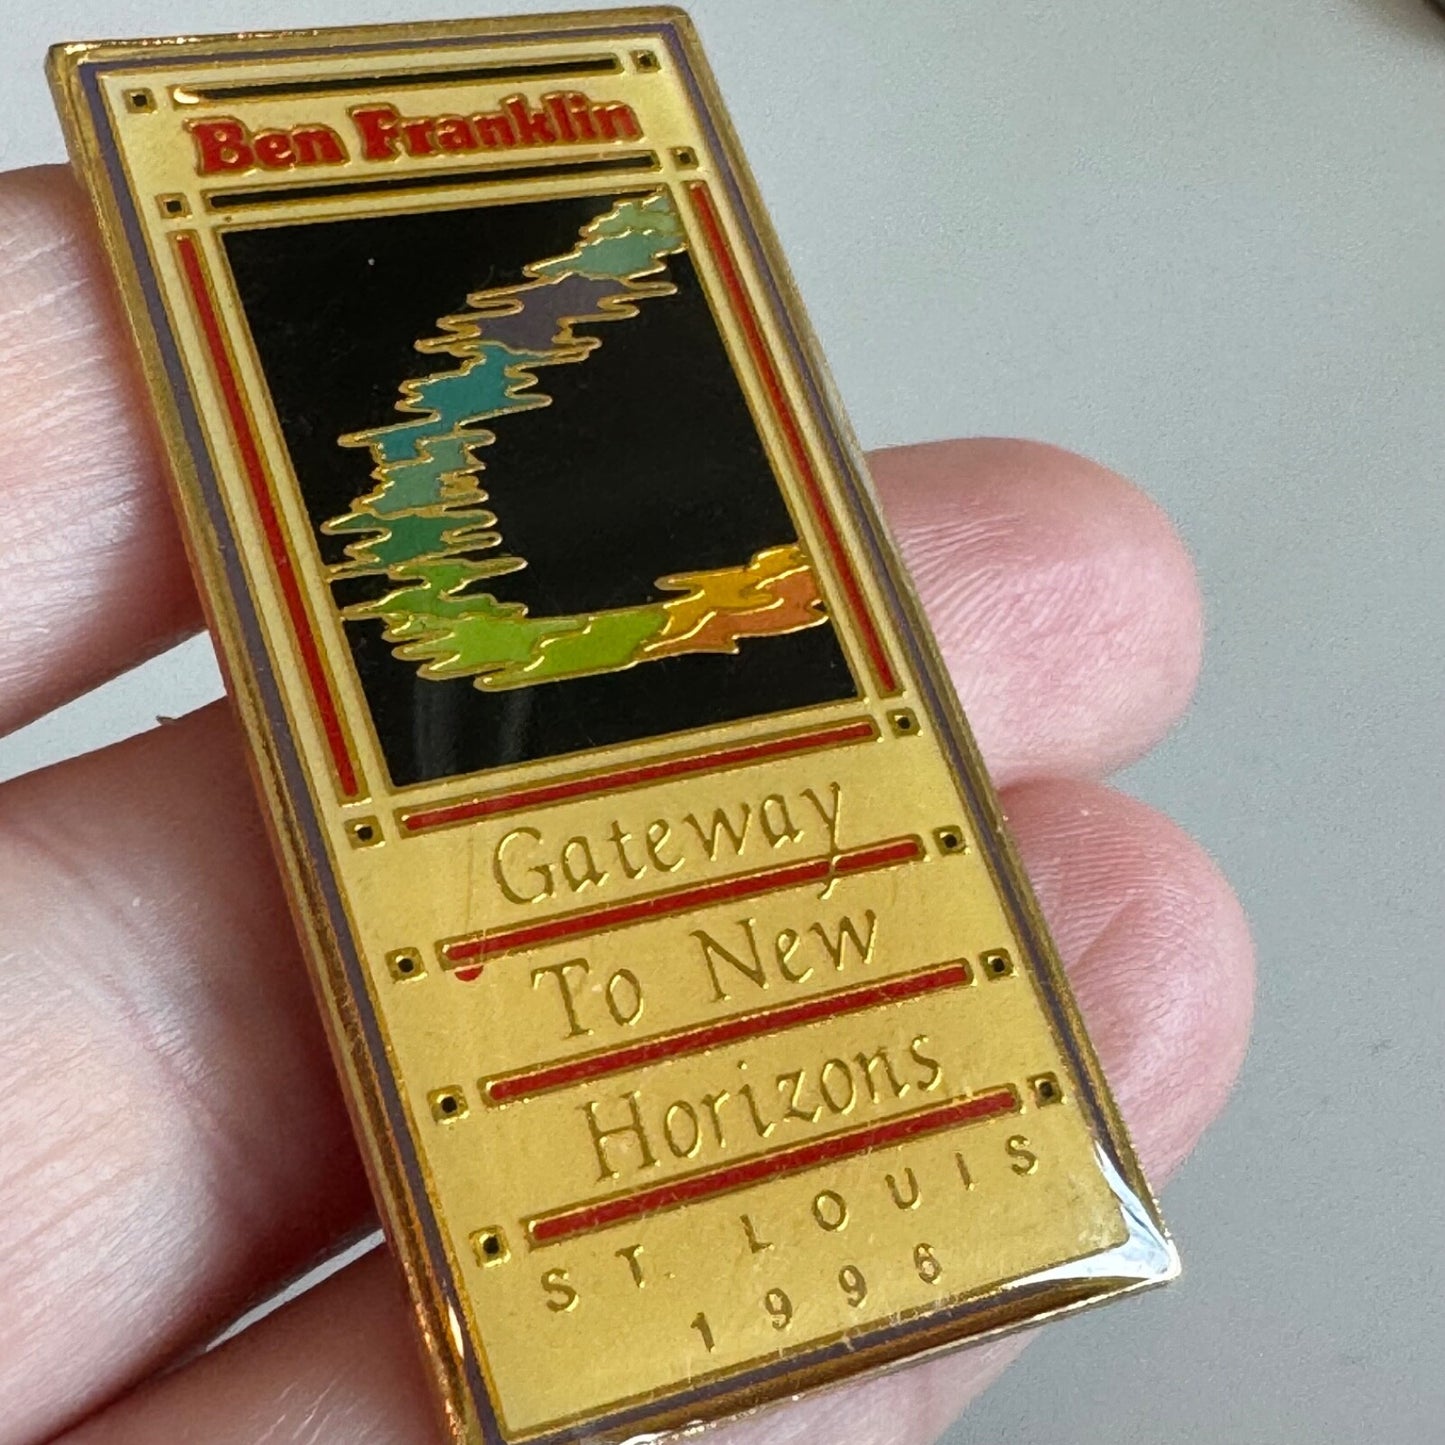 Ben Franklin
Gateway
To New
Horizons
ST. LOUIS
1996